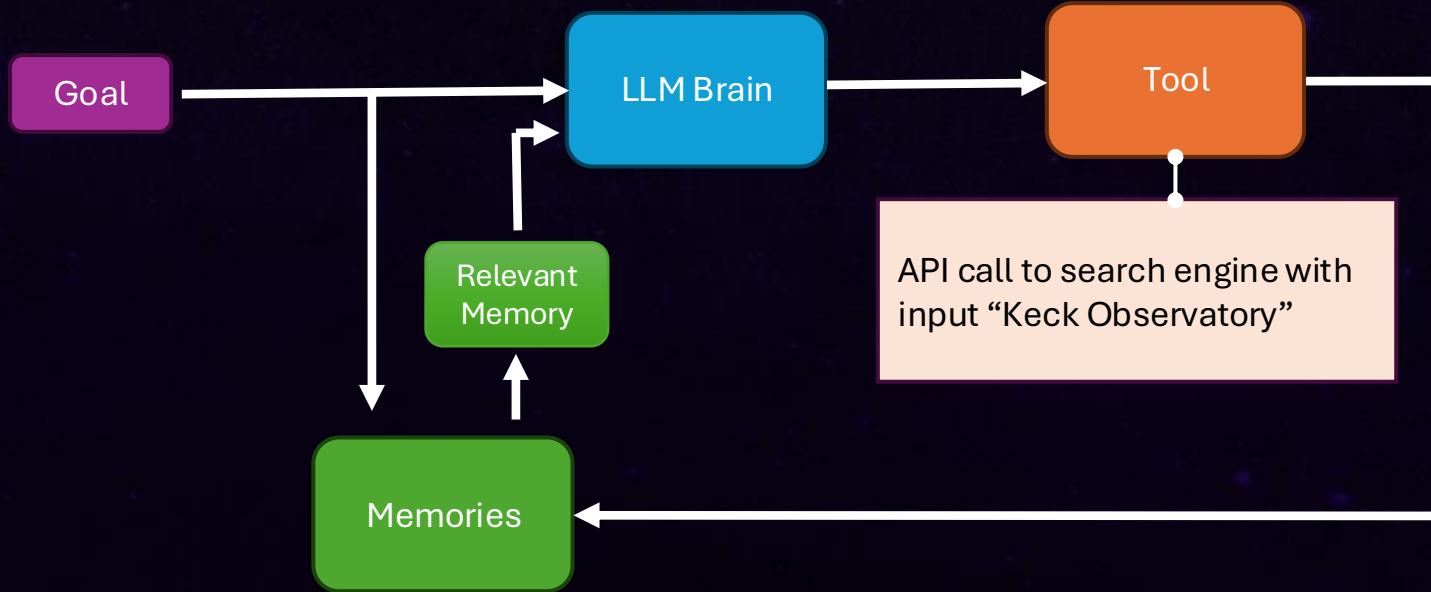 Goal
LLM Brain
Tool
Relevant
Memory
API call to search engine with
input “Keck Observatory”
Memories